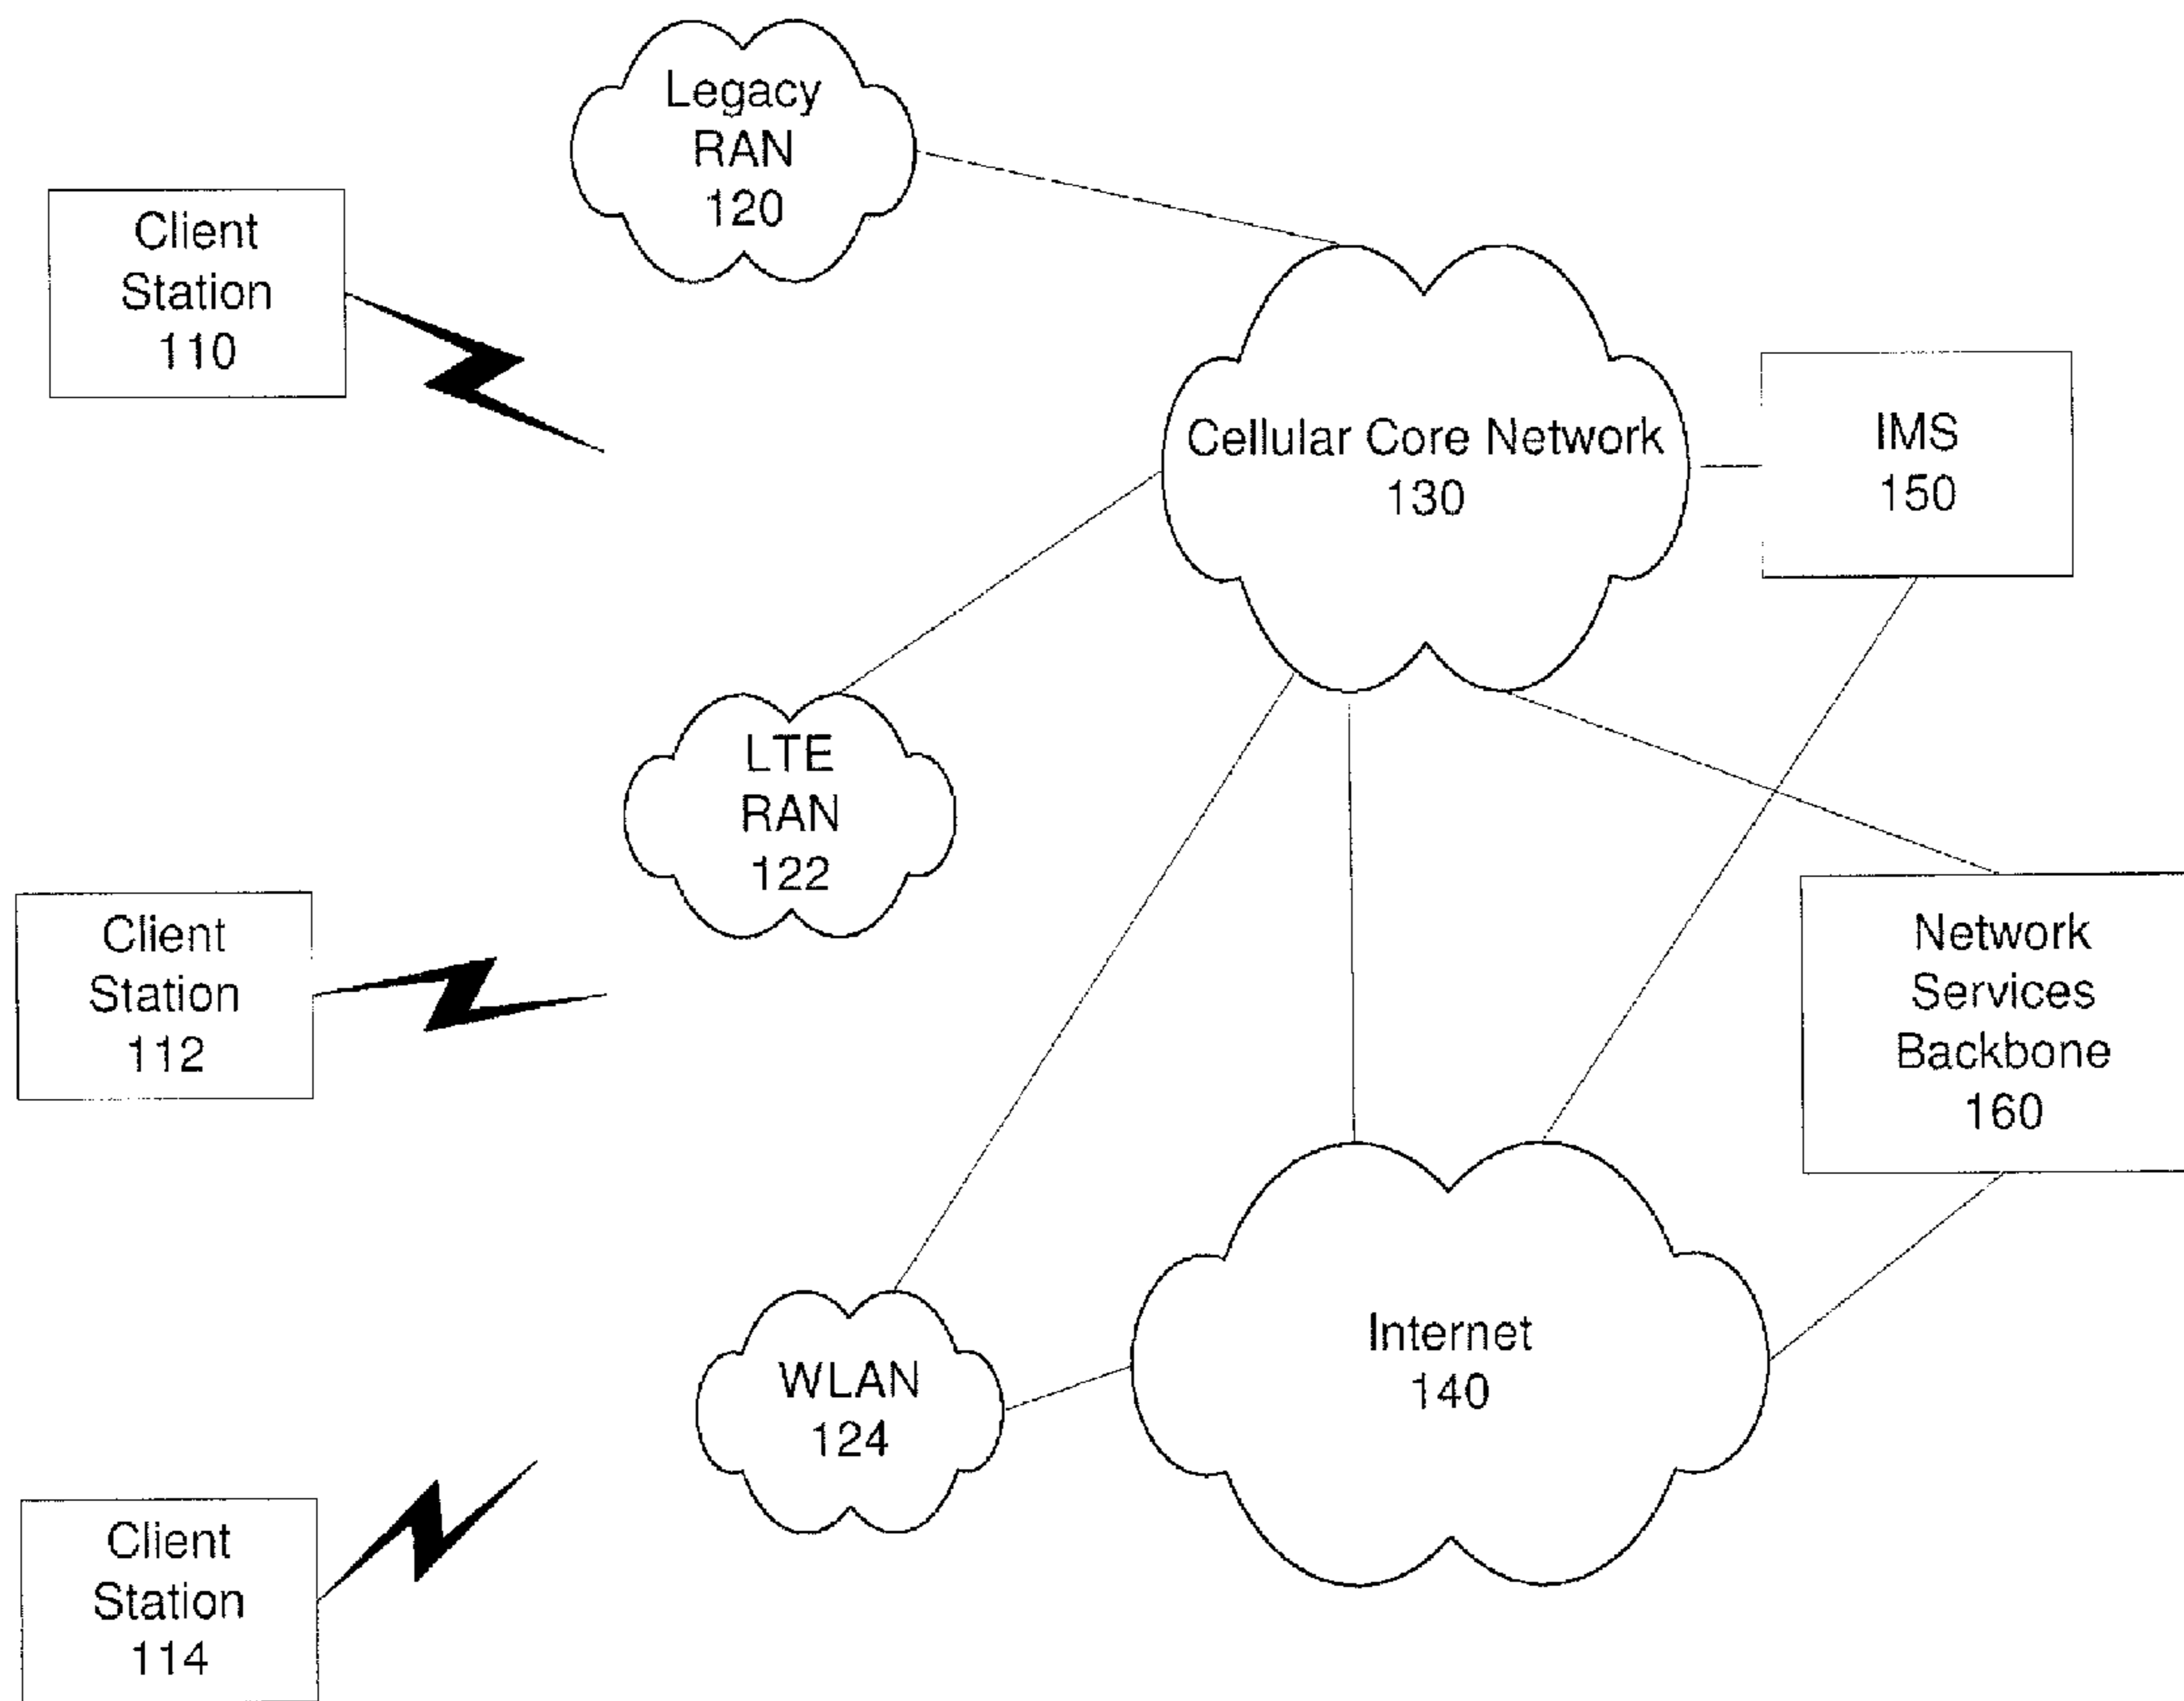 Legacy
RAN
120
Client
Station
110
Cellular Core Network
130
IMS
150
LTE
RAN
122
Client
Station
112
Network
Services
Backbone
160
Internet
140
WLAN
124
Client
Station
114